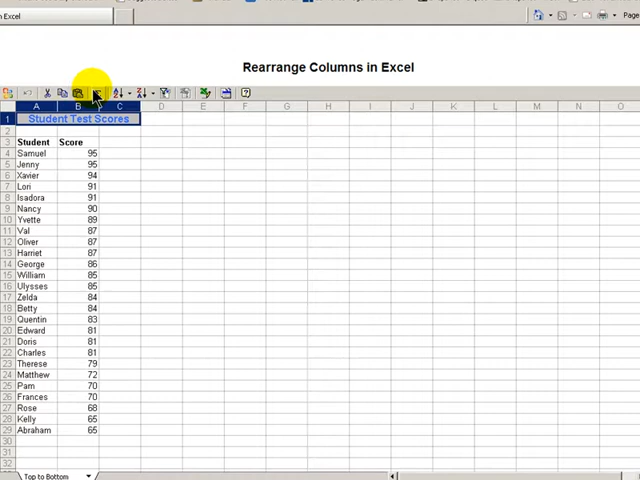 n Excel
Page
Rearrange Columns in Excel
A B C D E F G H I J K L M N O
1 Student Test Scores
2
3 Student Score
4 Samuel 95
5 Jenny 95
6 Xavier 94
7 Lori 91
8 Isadora 91
9 Nancy 90
10 Yvette 89
11 Val 87
12 Oliver 87
13 Harriet 87
14 George 86
15 William 85
16 Ulysses 85
17 Zelda 84
18 Betty 84
19 Quentin 83
20 Edward 81
21 Doris 81
22 Charles 81
23 Therese 79
24 Matthew 72
25 Pam 70
26 Frances 70
27 Rose 68
28 Kelly 65
29 Abraham 65
30
31
32
Top to Bottom